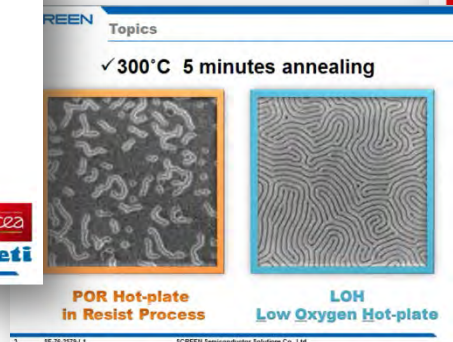 REEN
Topics
✓300°C 5 minutes annealing
cea
eti
POR Hot-plate
in Resist Process
LOH
Low Oxygen Hot-plate
SCREEN Semiconductor Solutions Co., Ltd.